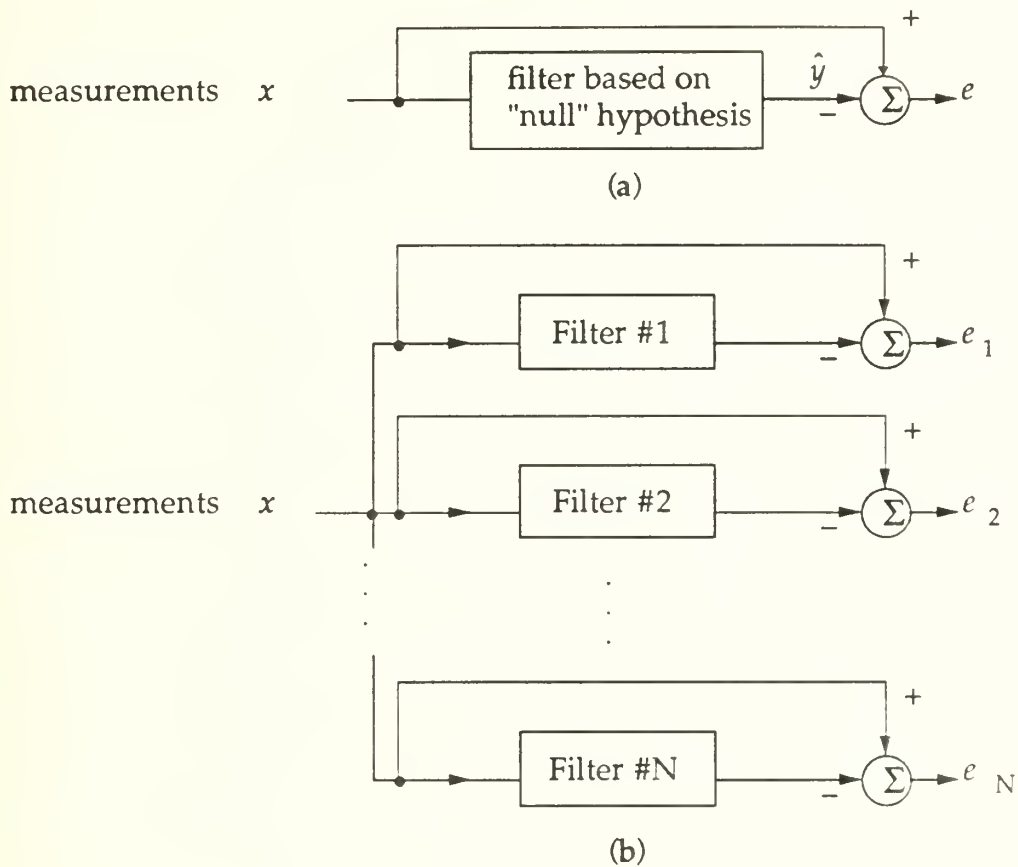 +
measurements x filter based on "null" hypothesis ŷ − Σ e
(a)
+
Filter #1 − Σ e 1
+
measurements x Filter #2 − Σ e 2
+
Filter #N − Σ e N
(b)